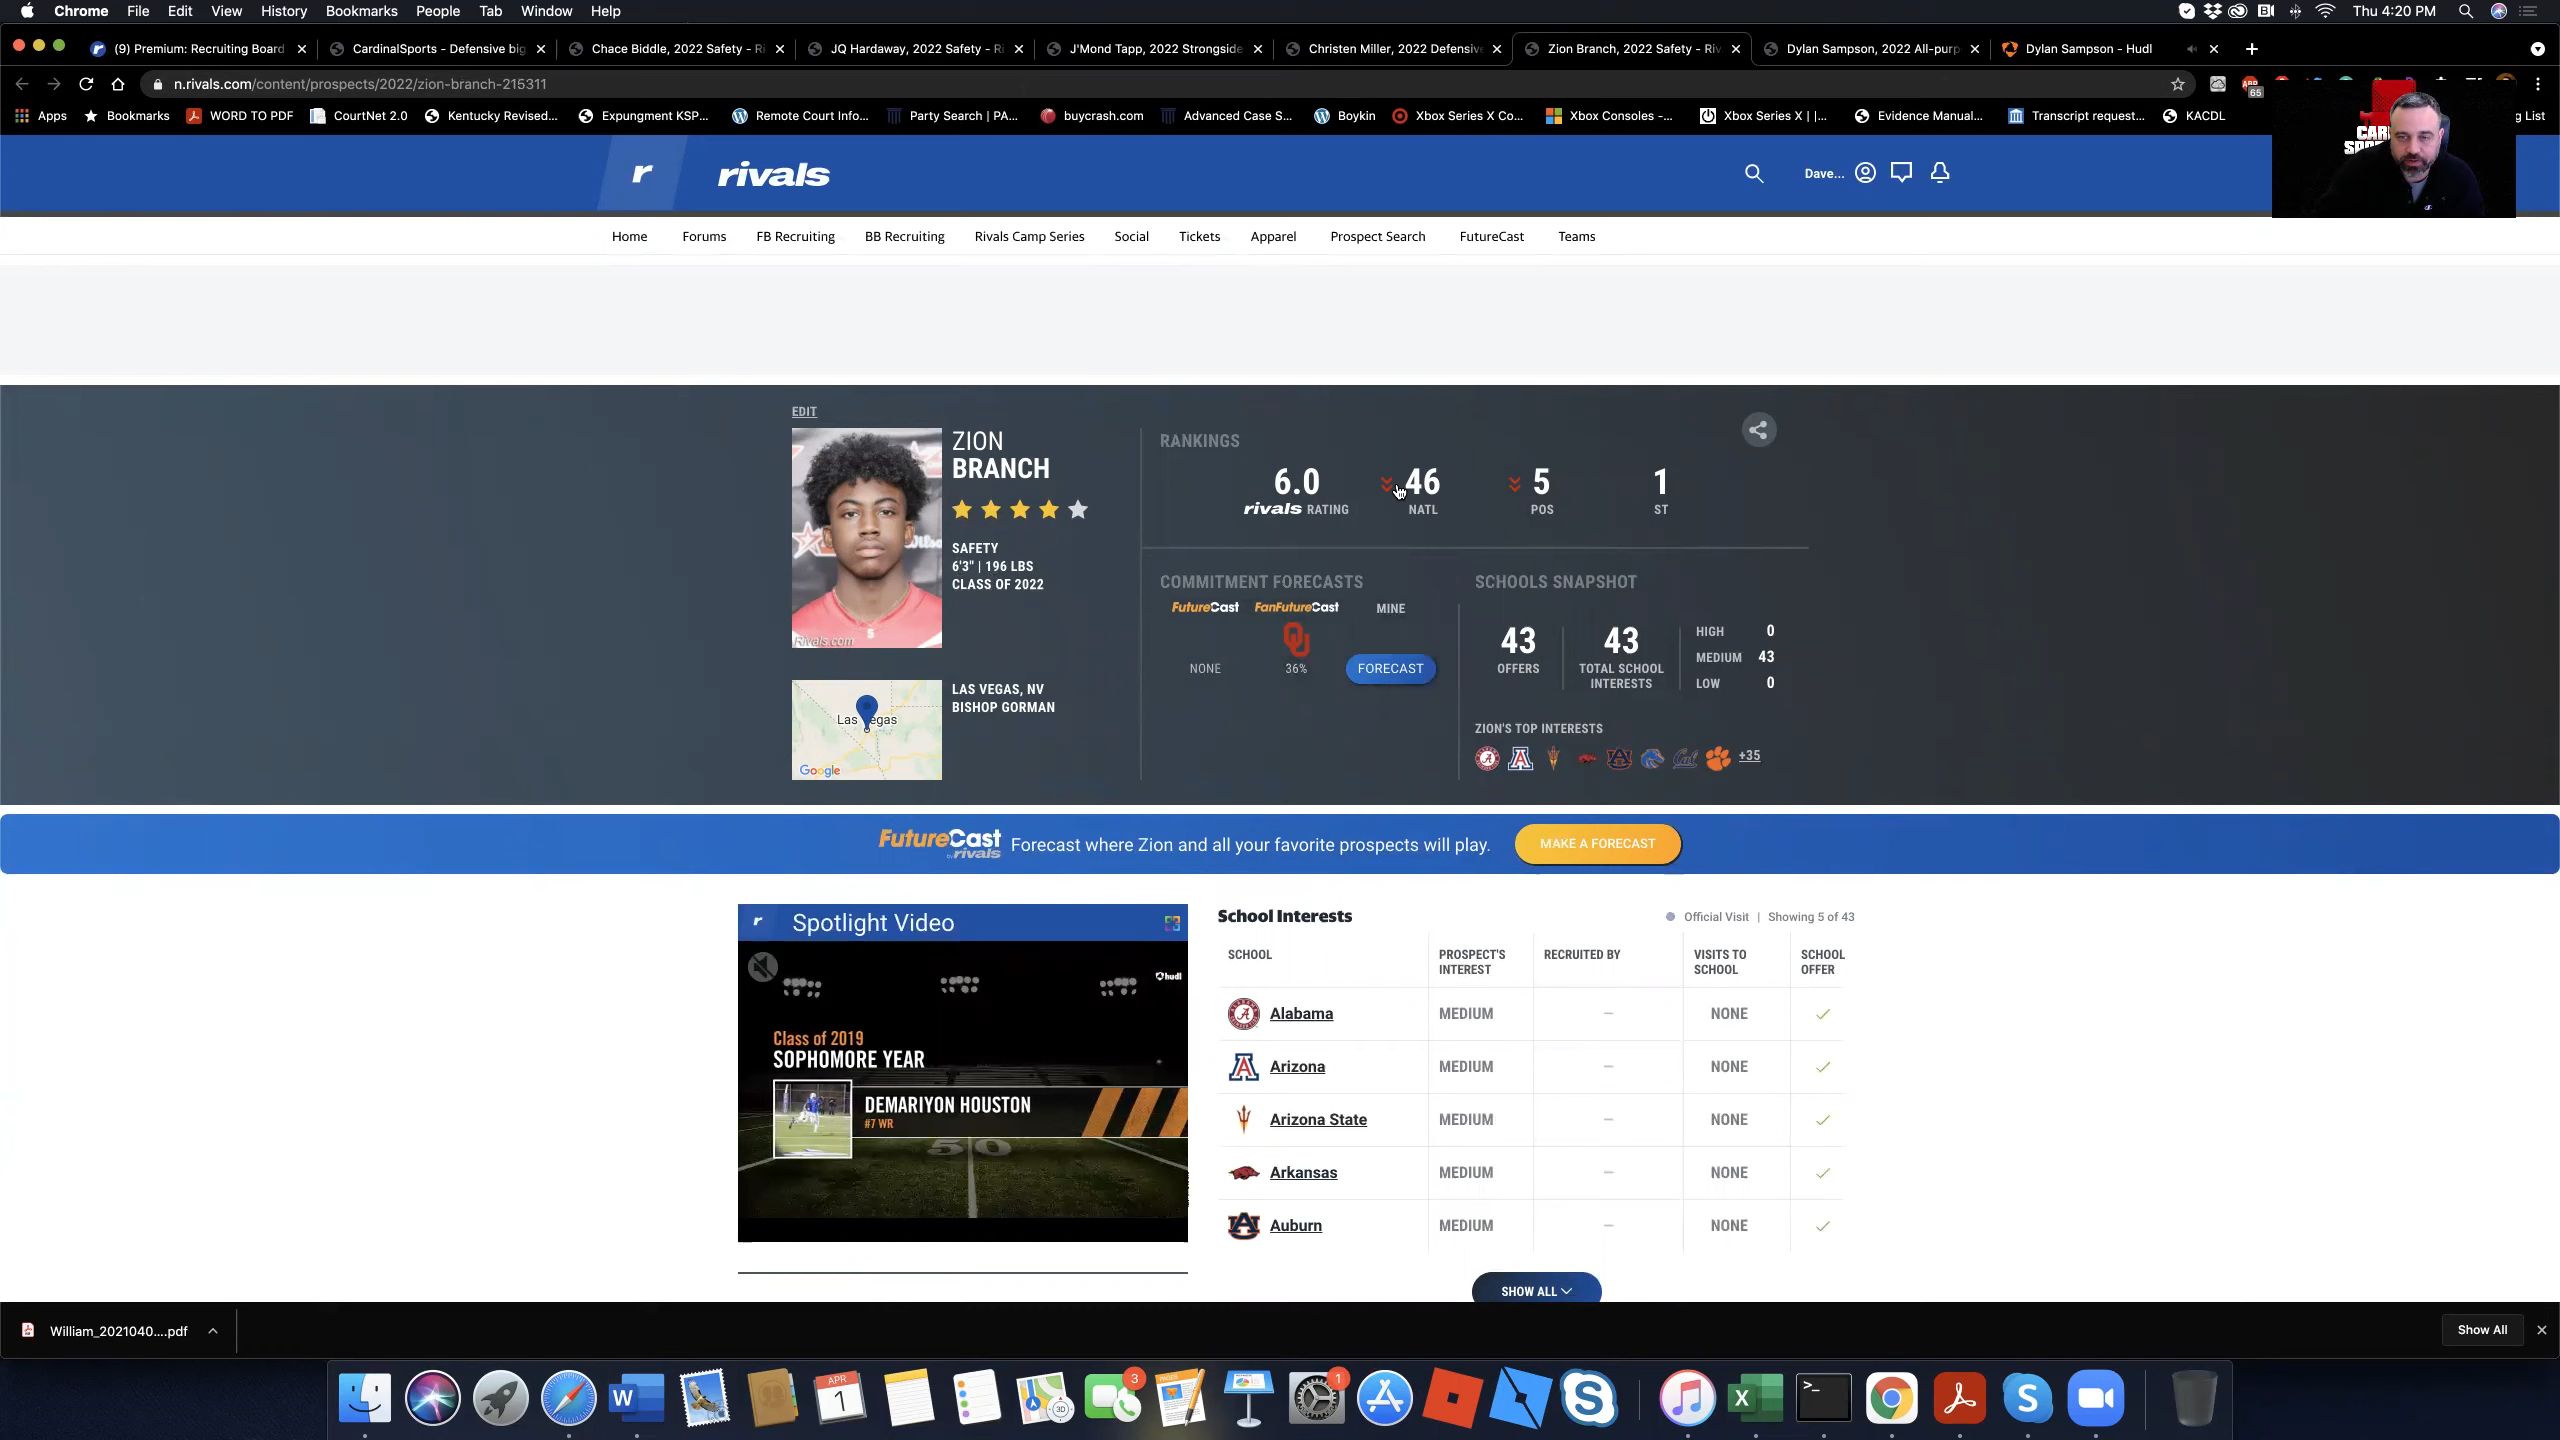 Chrome File Edit View History Bookmarks People Tab Window Help Thu 4:20 PM
(9) Premium: Recruiting Board CardinalSports - Defensive big Chace Biddle, 2022 Safety - Ri JQ Hardaway, 2022 Safety - Ri J'Mond Tapp, 2022 Strongside Christen Miller, 2022 Defensive Zion Branch, 2022 Safety - Riv Dylan Sampson, 2022 All-purp Dylan Sampson - Hudl
n.rivals.com/content/prospects/2022/zion-branch-215311
65
Apps Bookmarks WORD TO PDF CourtNet 2.0 Kentucky Revised... Expungment KSP... Remote Court Info... Party Search | PA... buycrash.com Advanced Case S... Boykin Xbox Series X Co... Xbox Consoles -... Xbox Series X | |... Evidence Manual... Transcript request... KACDL List
r rivals Dave...
Home Forums FB Recruiting BB Recruiting Rivals Camp Series Social Tickets Apparel Prospect Search FutureCast Teams
EDIT
ZION
BRANCH
SAFETY
6'3" | 196 LBS
CLASS OF 2022
Rivals.com
LAS VEGAS, NV
BISHOP GORMAN
Google
RANKINGS
6.0 46 5 1
rivals RATING NATL POS ST
COMMITMENT FORECASTS
FutureCast FanFutureCast MINE
NONE 36% FORECAST
SCHOOLS SNAPSHOT
43 43
OFFERS TOTAL SCHOOL
INTERESTS
HIGH 0
MEDIUM 43
LOW 0
ZION'S TOP INTERESTS
+35
FutureCast by rivals Forecast where Zion and all your favorite prospects will play. MAKE A FORECAST
r Spotlight Video
hudl
Class of 2019
SOPHOMORE YEAR
DEMARIYON HOUSTON
#7 WR
50
School Interests Official Visit | Showing 5 of 43
SCHOOL PROSPECT'S INTEREST RECRUITED BY VISITS TO SCHOOL SCHOOL OFFER
Alabama MEDIUM – NONE
Arizona MEDIUM – NONE
Arizona State MEDIUM – NONE
Arkansas MEDIUM – NONE
Auburn MEDIUM – NONE
SHOW ALL
William_2021040....pdf Show All
APR
1
3
1